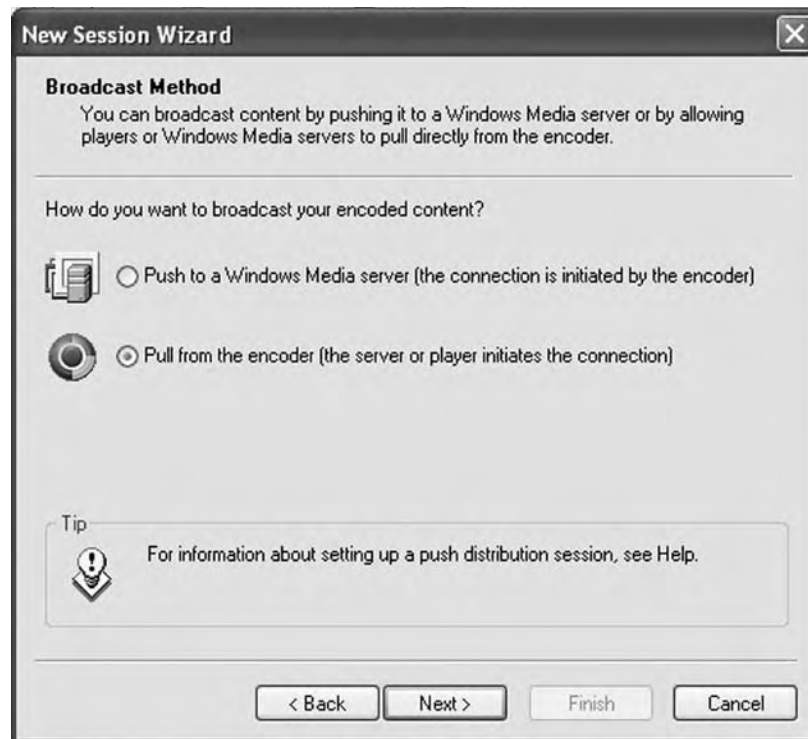 New Session Wizard
Broadcast Method
You can broadcast content by pushing it to a Windows Media server or by allowing
players or Windows Media servers to pull directly from the encoder.
How do you want to broadcast your encoded content?
Push to a Windows Media server (the connection is initiated by the encoder)
Pull from the encoder (the server or player initiates the connection)
Tip
For information about setting up a push distribution session, see Help.
< Back
Next >
Finish
Cancel